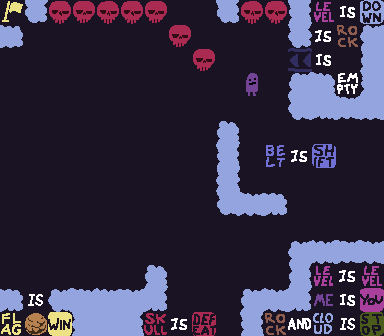 LEVEL IS DOWN
IS ROCK
IS
EMPTY
BELT IS SHIFT
LEVEL IS LEVEL
IS ME IS YOU
FLAG WIN SKULL IS DEFEAT ROCK AND CLOUD IS STOP